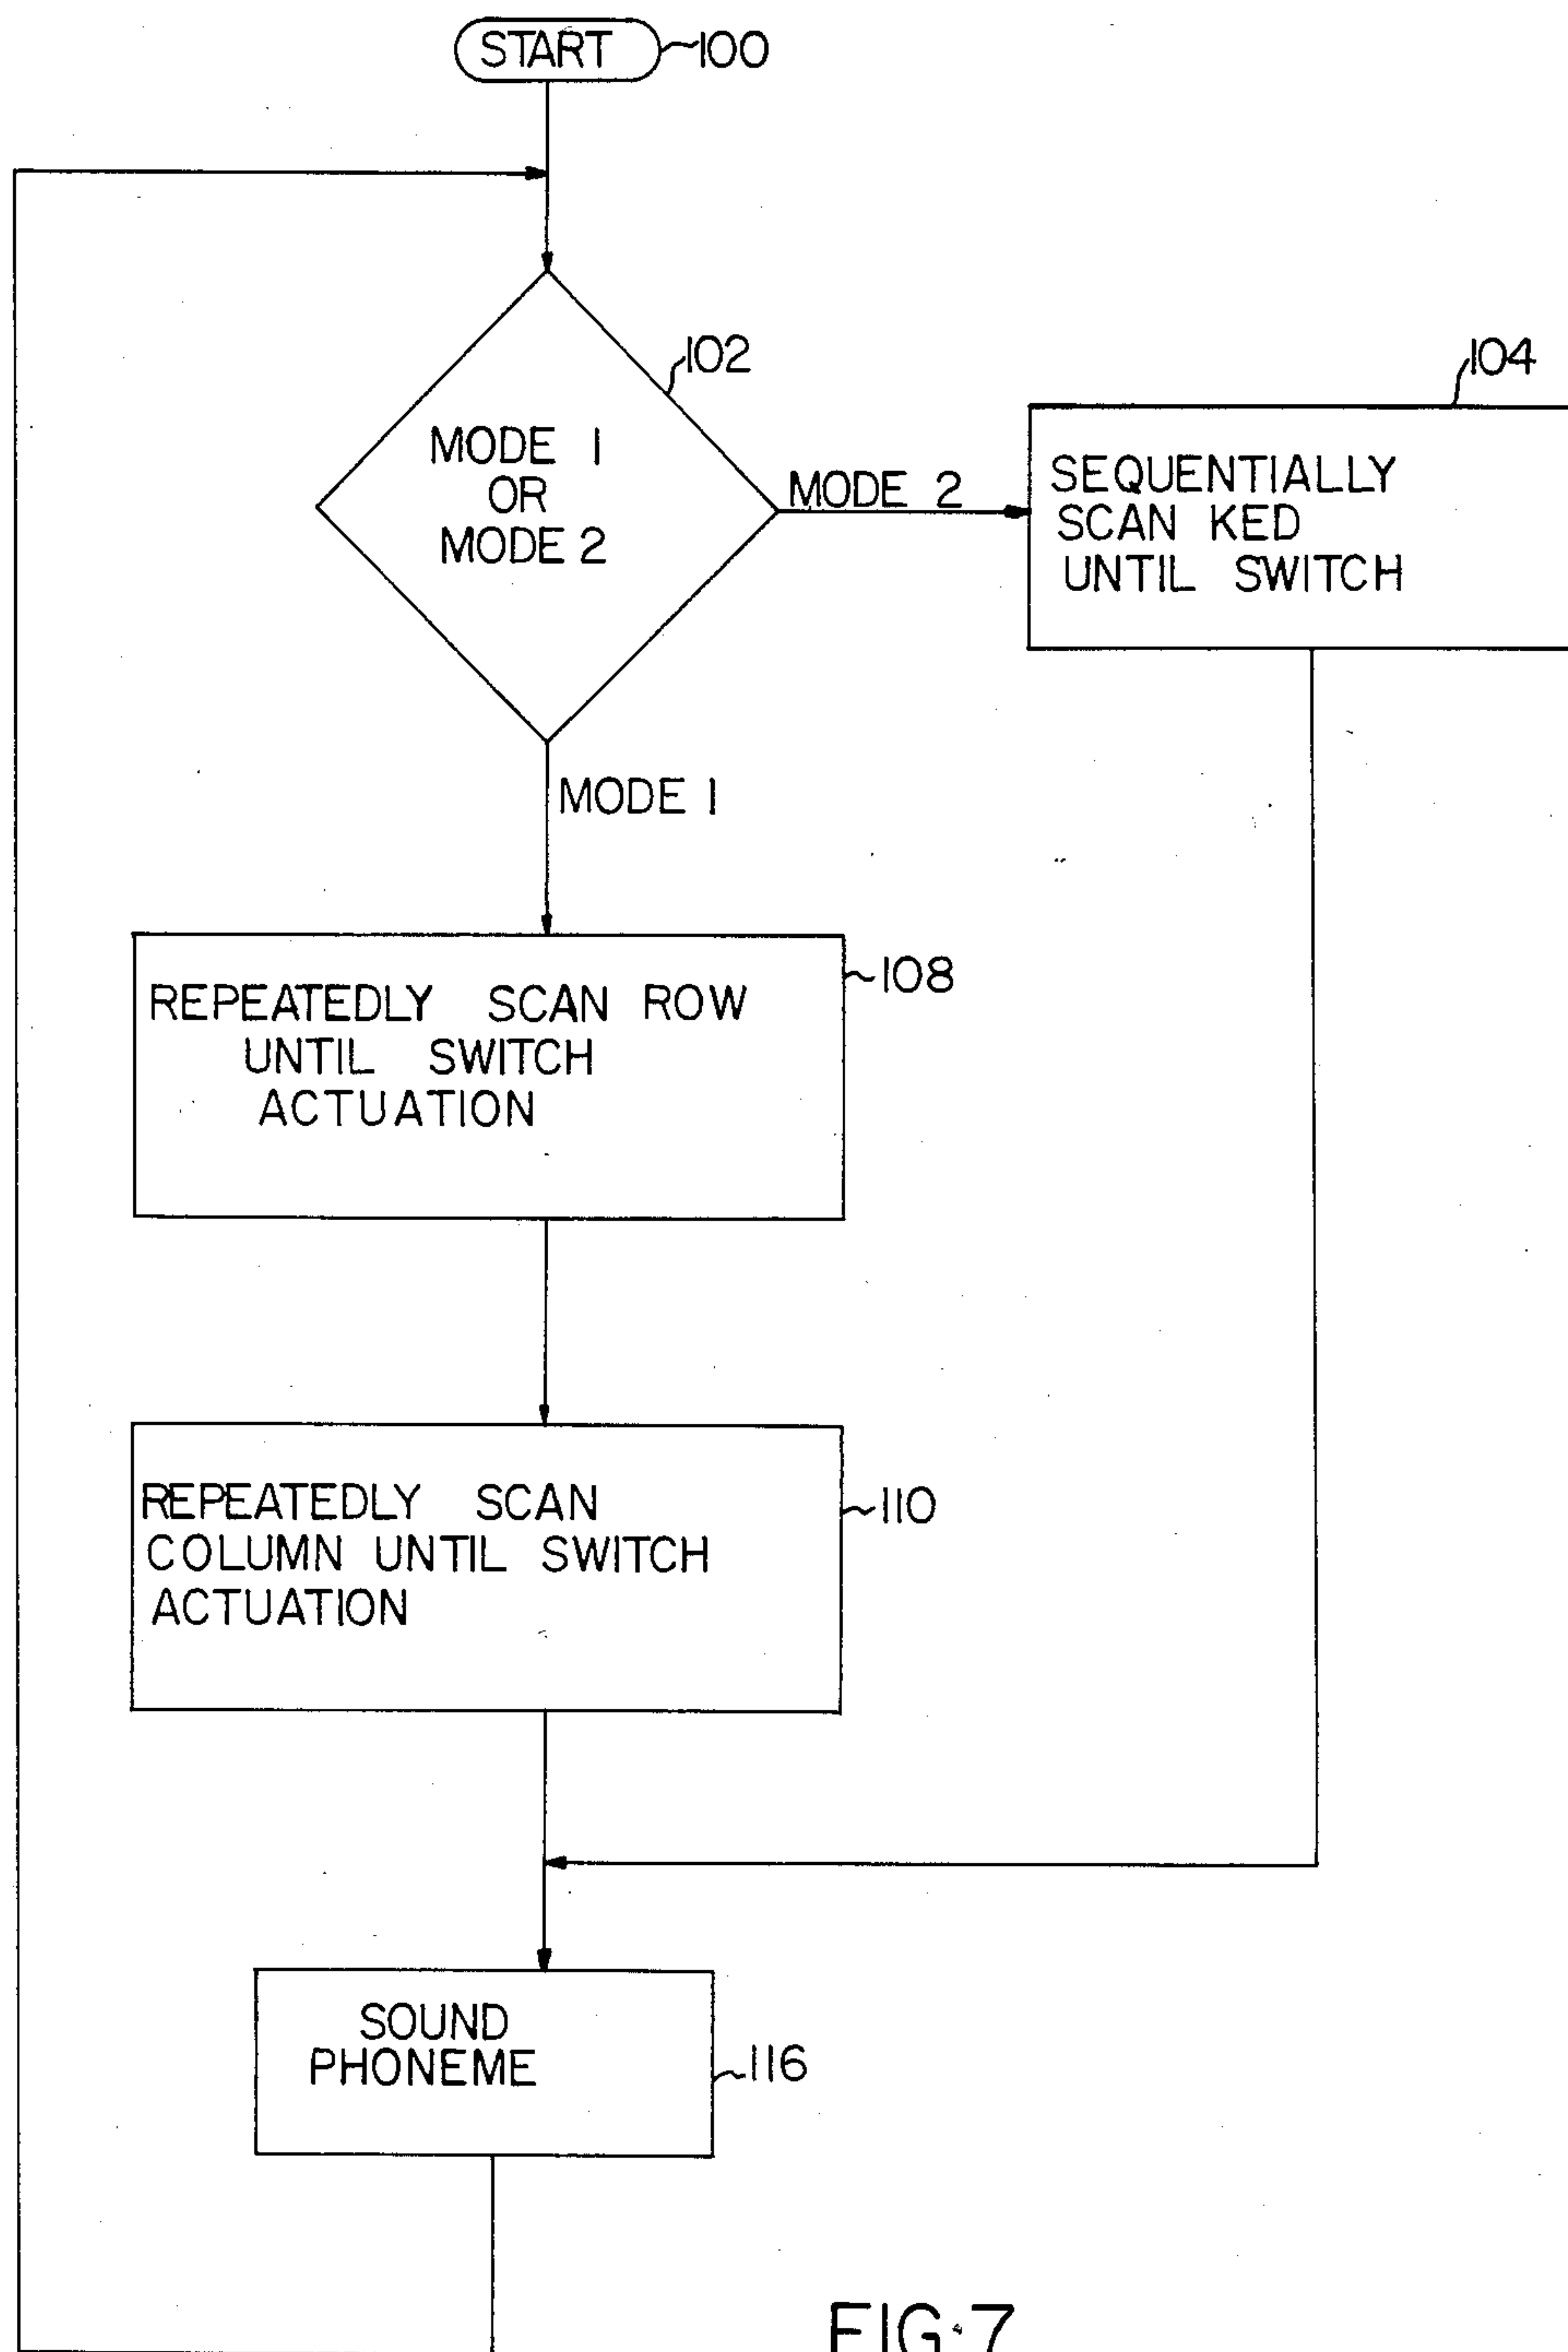 START
100
102
MODE 1
OR
MODE 2
MODE 2
104
SEQUENTIALLY
SCAN KED
UNTIL SWITCH
MODE 1
108
REPEATEDLY SCAN ROW
UNTIL SWITCH
ACTUATION
REPEATEDLY SCAN
COLUMN UNTIL SWITCH
ACTUATION
110
SOUND
PHONEME
116
FIG. 7